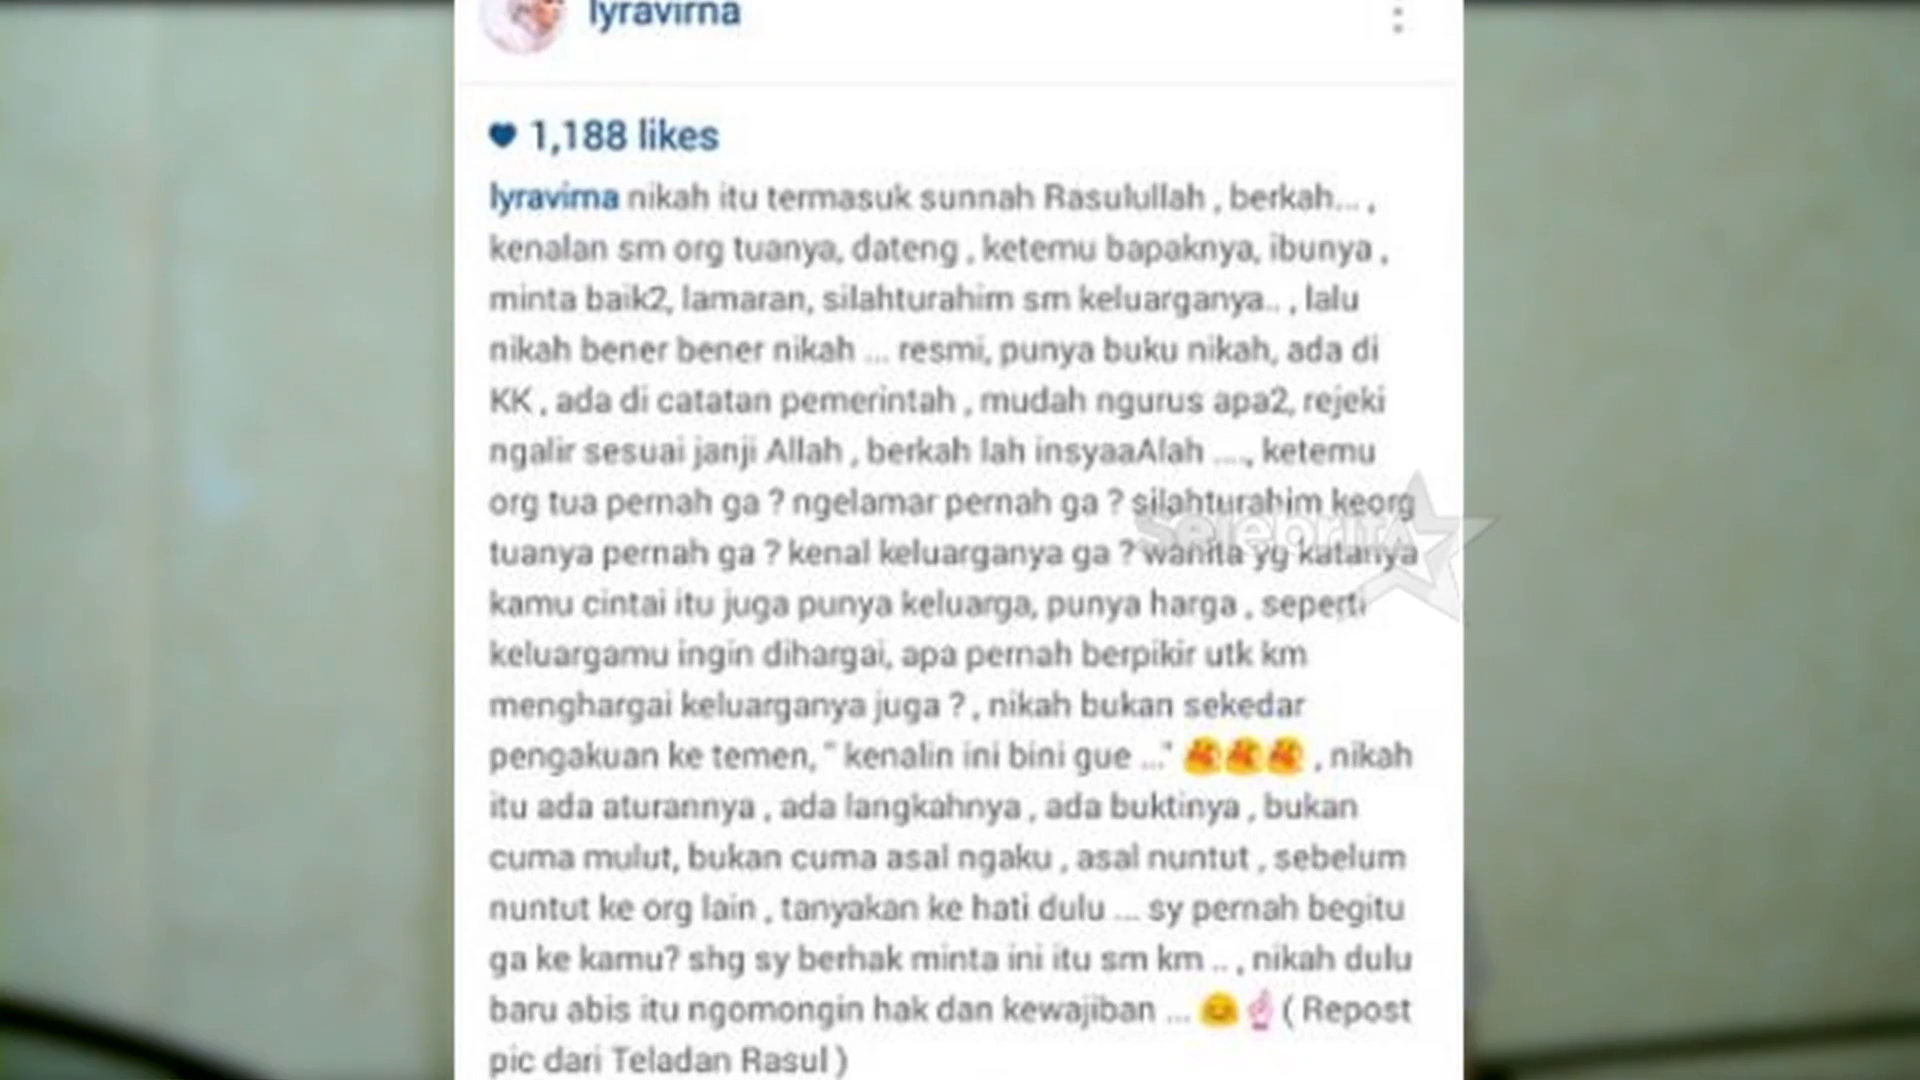 lyravirna
1,188 likes
lyravirna nikah itu termasuk sunnah Rasulullah , berkah... ,
kenalan sm org tuanya, dateng , ketemu bapaknya, ibunya ,
minta baik2, lamaran, silahturahim sm keluarganya.. , lalu
nikah bener bener nikah ... resmi, punya buku nikah, ada di
KK , ada di catatan pemerintah , mudah ngurus apa2, rejeki
ngalir sesuai janji Allah , berkah lah insyaaAlah ...., ketemu
org tua pernah ga ? ngelamar pernah ga ? silahturahim keorg
tuanya pernah ga ? kenal keluarganya ga ? wanita yg katanya
kamu cintai itu juga punya keluarga, punya harga , seperti
keluargamu ingin dihargai, apa pernah berpikir utk km
menghargai keluarganya juga ? , nikah bukan sekedar
pengakuan ke temen, " kenalin ini bini gue ..." , nikah
itu ada aturannya , ada langkahnya , ada buktinya , bukan
cuma mulut, bukan cuma asal ngaku , asal nuntut , sebelum
nuntut ke org lain , tanyakan ke hati dulu ... sy pernah begitu
ga ke kamu? shg sy berhak minta ini itu sm km .. , nikah dulu
baru abis itu ngomongin hak dan kewajiban ... 😊👌 ( Repost
pic dari Teladan Rasul )